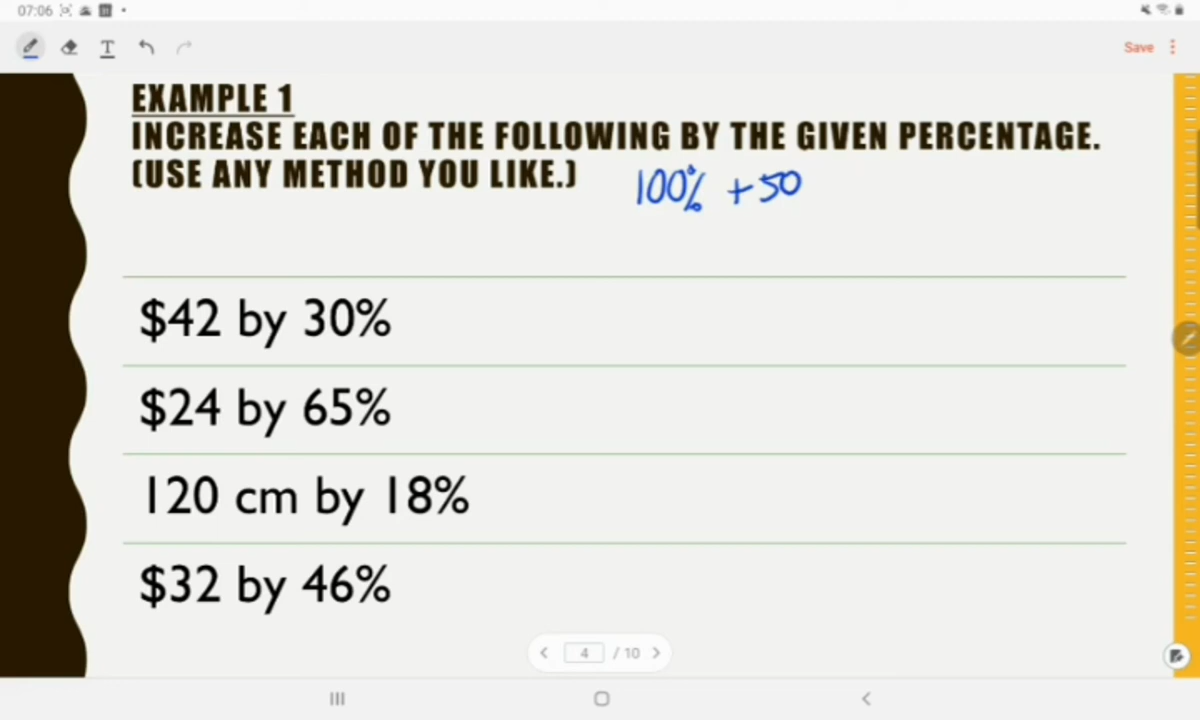 07:06
T
Save
EXAMPLE 1
INCREASE EACH OF THE FOLLOWING BY THE GIVEN PERCENTAGE.
(USE ANY METHOD YOU LIKE.)
100% +50
$42 by 30%
$24 by 65%
120 cm by 18%
$32 by 46%
4 / 10